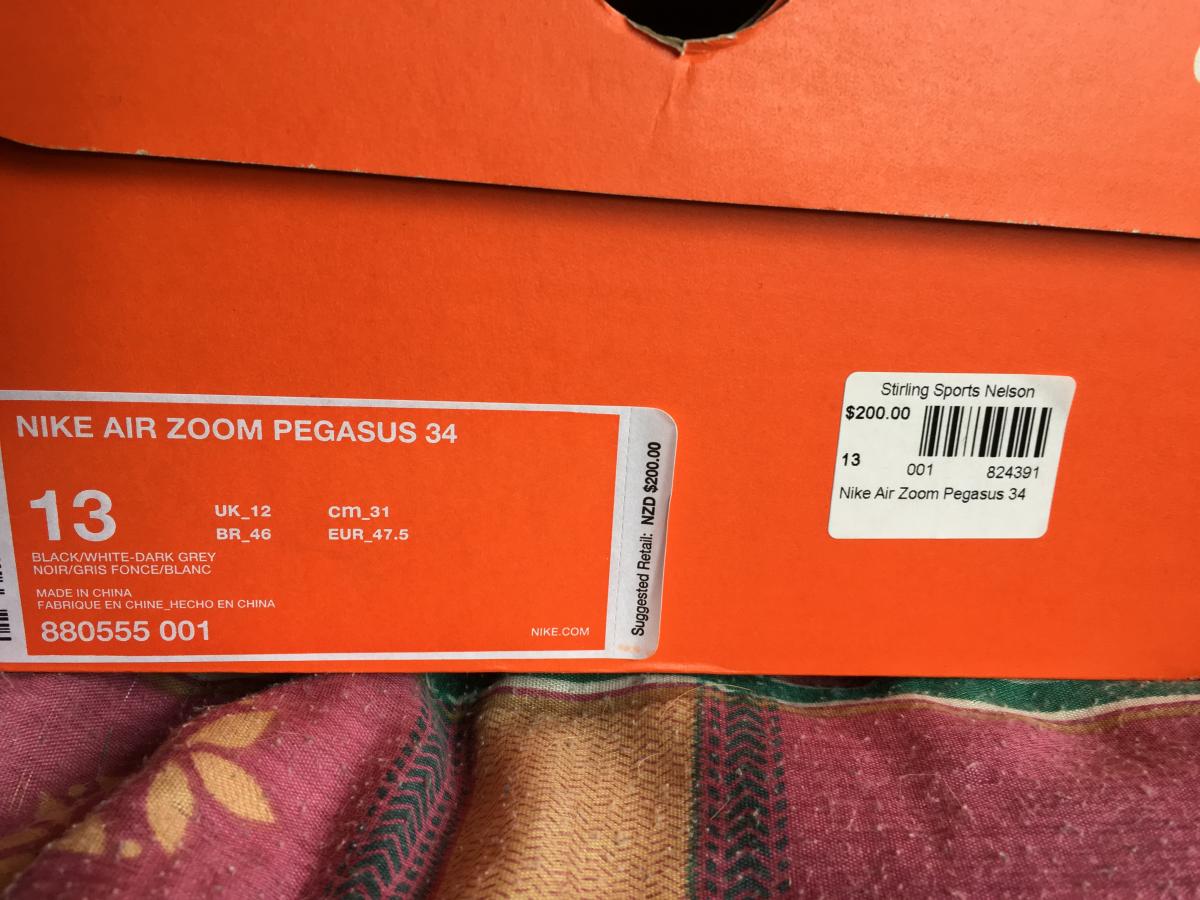 NIKE AIR ZOOM PEGASUS 34
13
UK_12 cm_31
BR_46 EUR_47.5
BLACK/WHITE-DARK GREY
NOIR/GRIS FONCE/BLANC
MADE IN CHINA
FABRIQUE EN CHINE_HECHO EN CHINA
880555 001
NIKE.COM
Suggested Retail: NZD $200.00
Stirling Sports Nelson
$200.00
13
001 824391
Nike Air Zoom Pegasus 34